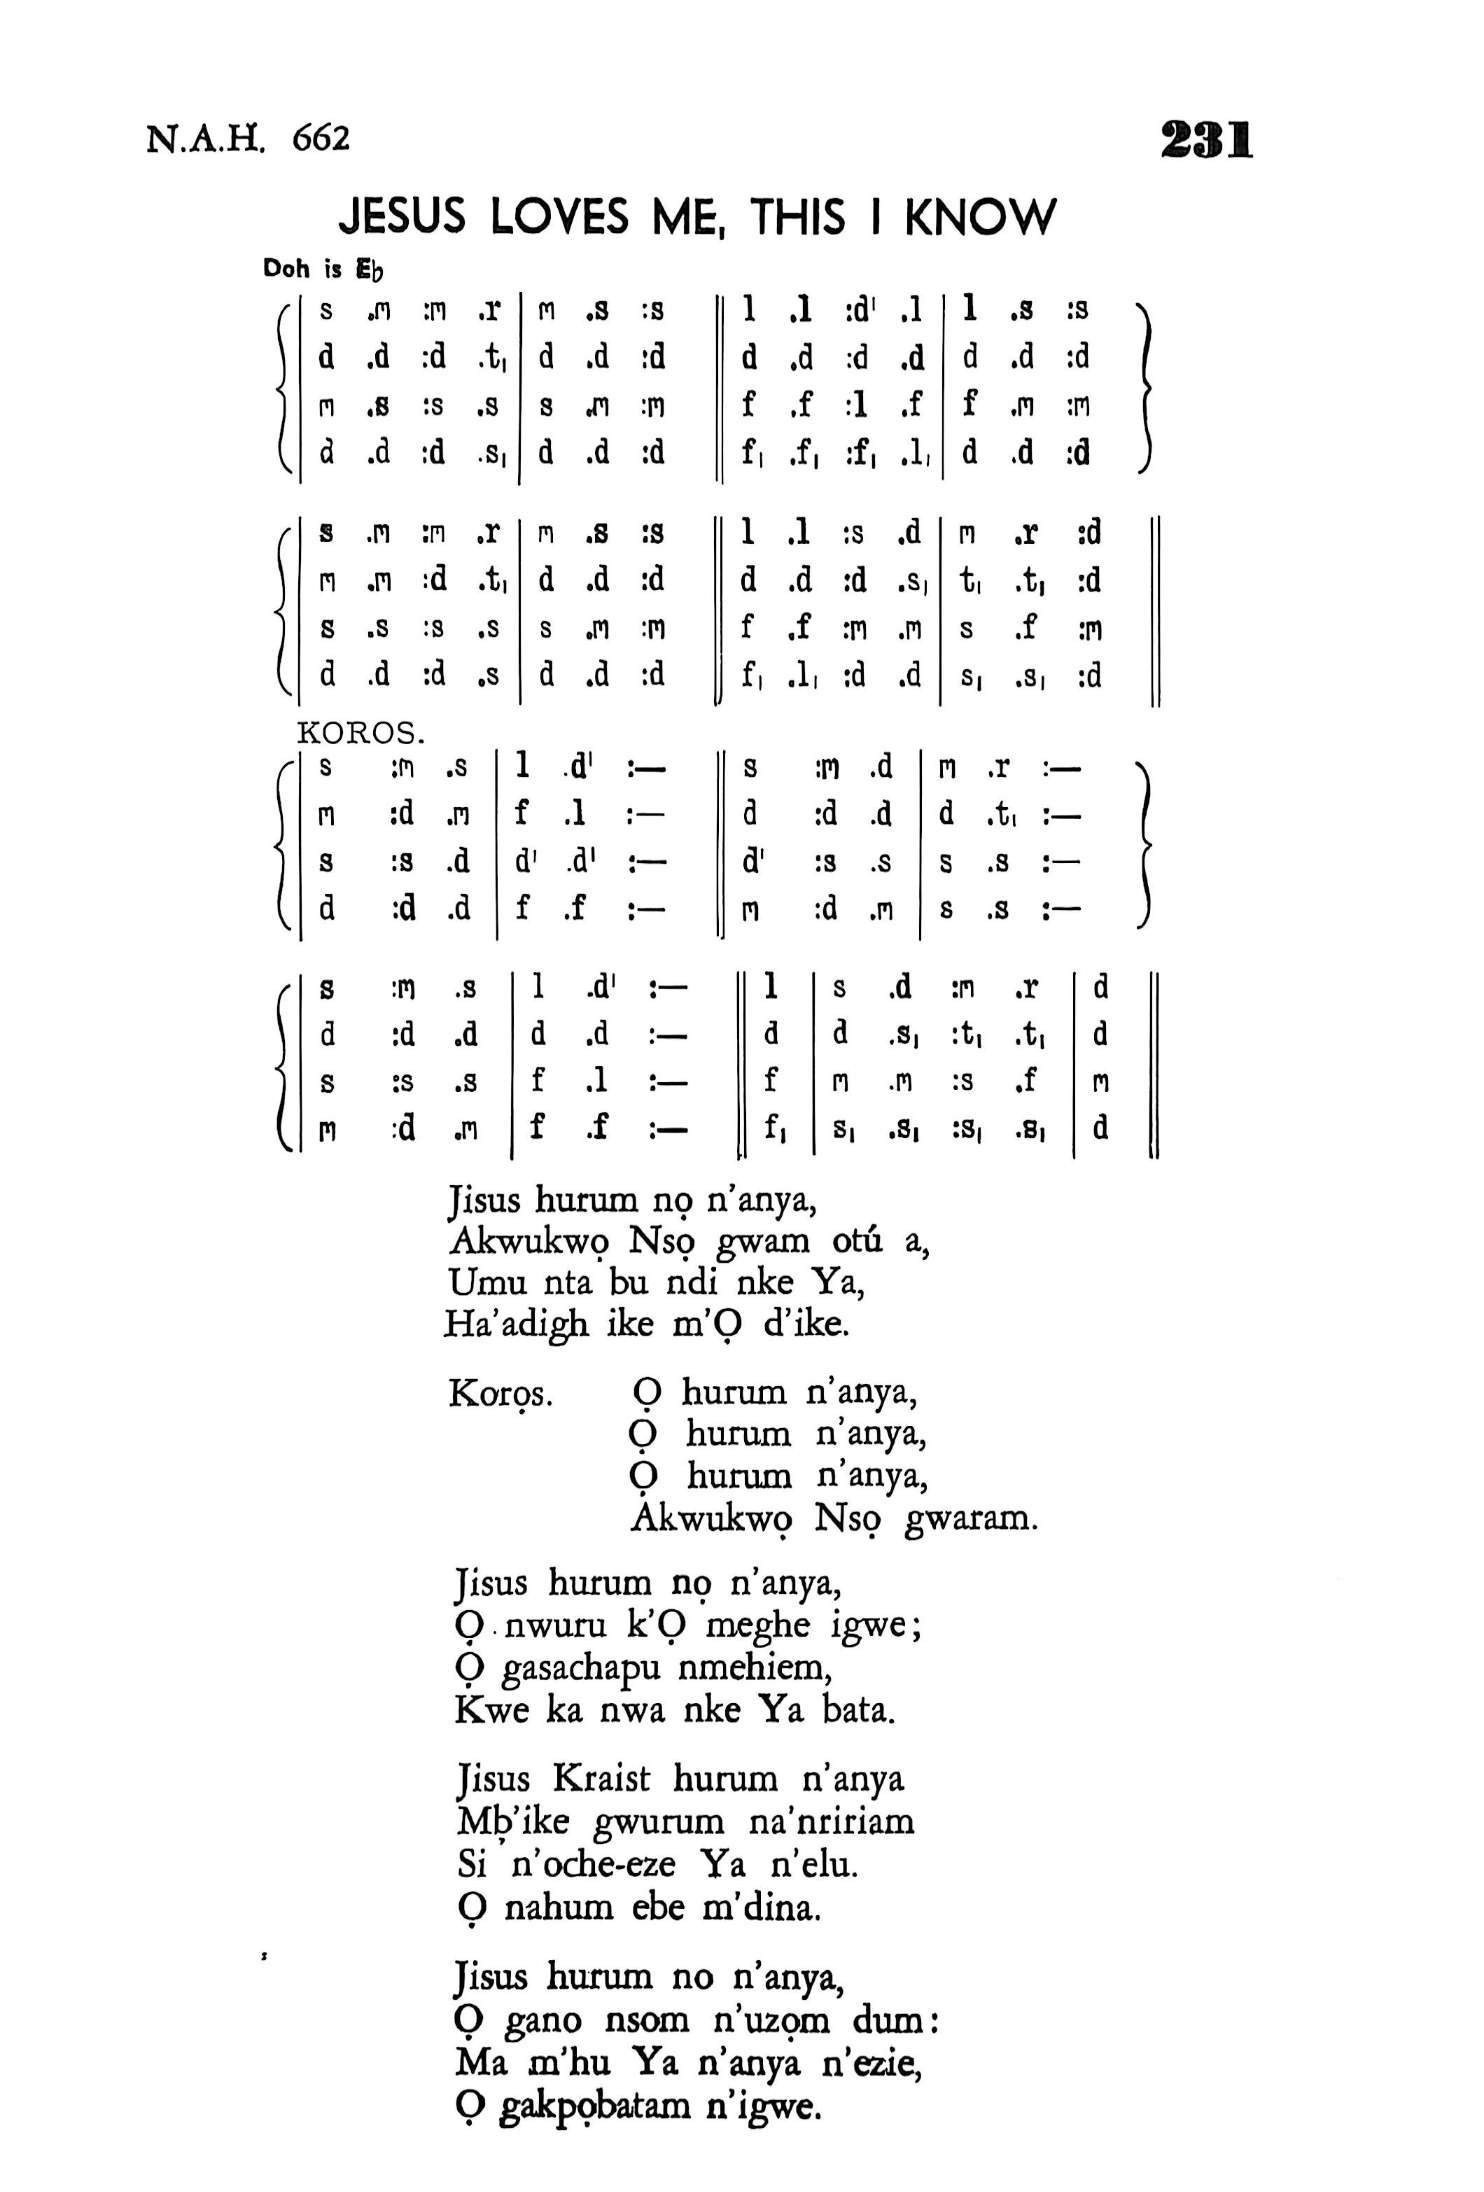 N.A.H. 662
231
JESUS LOVES ME, THIS I KNOW
Doh is E♭
s .m :m .r | m .s :s || l .l :d' .l | l .s :s
d .d :d .t, | d .d :d || d .d :d .d | d .d :d
m .s :s .s | s .m :m || f .f :l .f | f .m :m
d .d :d .s, | d .d :d || f, .f, :f, .l, | d .d :d
s .m :m .r | m .s :s || l .l :s .d | m .r :d ||
m .m :d .t, | d .d :d || d .d :d .s, | t, .t, :d ||
s .s :s .s | s .m :m || f .f :m .m | s .f :m ||
d .d :d .s | d .d :d || f, .l, :d .d | s, .s, :d ||
KOROS.
s :m .s | l .d' :— || s :m .d | m .r :—
m :d .m | f .l :— || d :d .d | d .t, :—
s :s .d | d' .d' :— || d' :s .s | s .s :—
d :d .d | f .f :— || m :d .m | s .s :—
s :m .s | l .d' :— || l | s .d :m .r | d ||
d :d .d | d .d :— || d | d .s, :t, .t, | d ||
s :s .s | f .l :— || f | m .m :s .f | m ||
m :d .m | f .f :— || f, | s, .s, :s, .s, | d ||
Jisus hurum nọ n'anya,
Akwukwọ Nsọ gwam otú a,
Umu nta bu ndi nke Ya,
Ha'adigh ike m'Ọ d'ike.
Korọs. Ọ hurum n'anya,
Ọ hurum n'anya,
Ọ hurum n'anya,
Akwukwọ Nsọ gwaram.
Jisus hurum nọ n'anya,
Ọ nwuru k'Ọ meghe igwe;
Ọ gasachapu nmehiem,
Kwe ka nwa nke Ya bata.
Jisus Kraist hurum n'anya
Mḅ'ike gwurum na'nririam
Si n'oche-eze Ya n'elu.
Ọ nahum ebe m'dina.
Jisus hurum no n'anya,
Ọ gano nsom n'uzọm dum:
Ma m'hu Ya n'anya n'ezie,
Ọ gakpọbatam n'igwe.